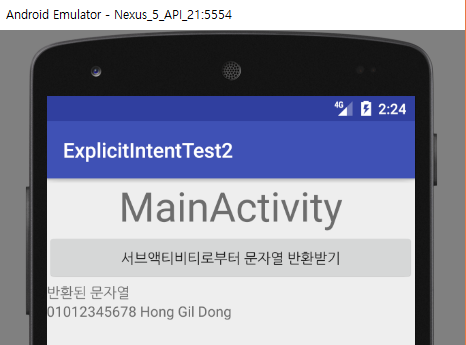 Android Emulator - Nexus_5_API_21:5554
4G 2:24
ExplicitIntentTest2
MainActivity
서브액티비티로부터 문자열 반환받기
반환된 문자열
01012345678 Hong Gil Dong